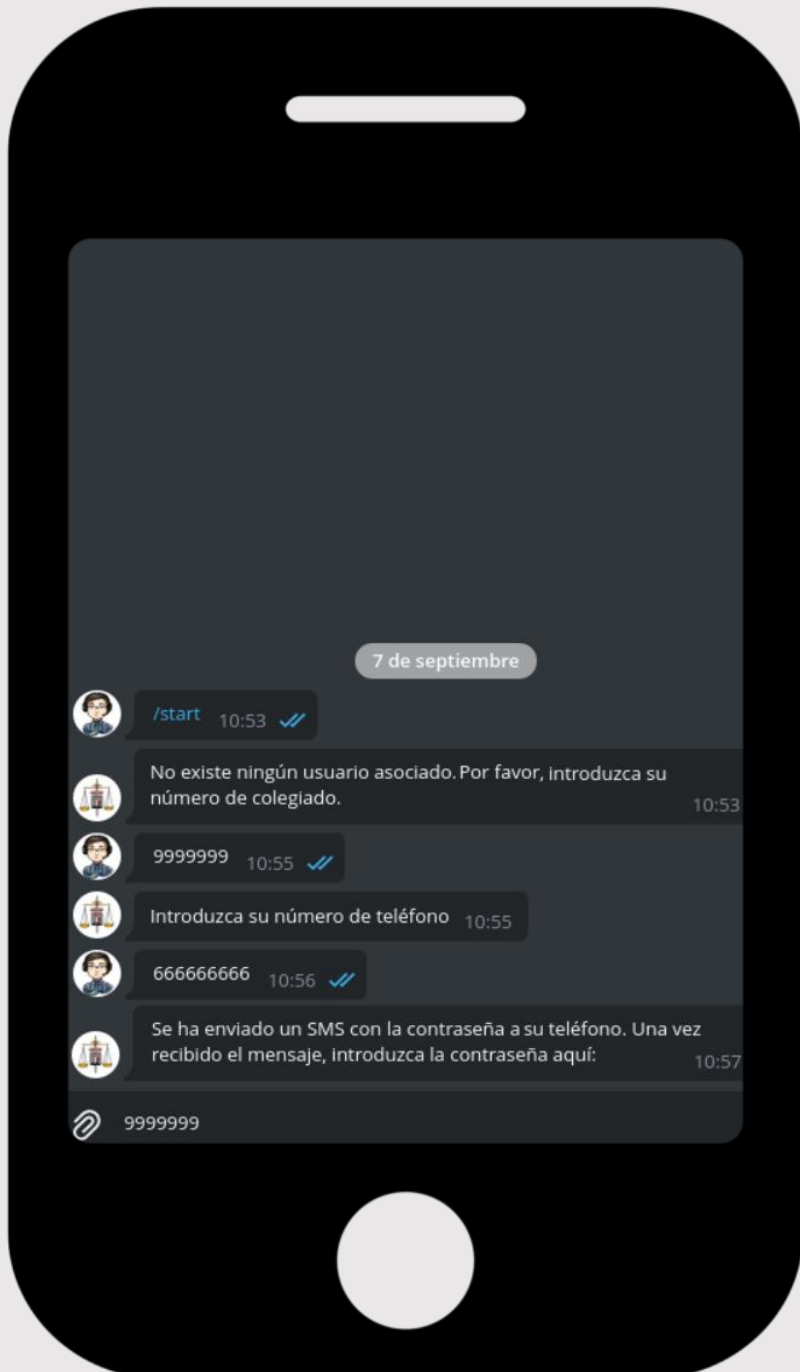 7 de septiembre
/start 10:53
No existe ningún usuario asociado. Por favor, introduzca su
número de colegiado. 10:53
9999999 10:55
Introduzca su número de teléfono 10:55
666666666 10:56
Se ha enviado un SMS con la contraseña a su teléfono. Una vez
recibido el mensaje, introduzca la contraseña aquí: 10:57
9999999